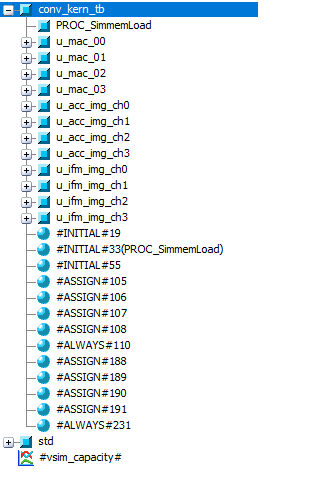 conv_kern_tb
PROC_SimmemLoad
u_mac_00
u_mac_01
u_mac_02
u_mac_03
u_acc_img_ch0
u_acc_img_ch1
u_acc_img_ch2
u_acc_img_ch3
u_ifm_img_ch0
u_ifm_img_ch1
u_ifm_img_ch2
u_ifm_img_ch3
#INITIAL#19
#INITIAL#33(PROC_SimmemLoad)
#INITIAL#55
#ASSIGN#105
#ASSIGN#106
#ASSIGN#107
#ASSIGN#108
#ALWAYS#110
#ASSIGN#188
#ASSIGN#189
#ASSIGN#190
#ASSIGN#191
#ALWAYS#231
std
#vsim_capacity#